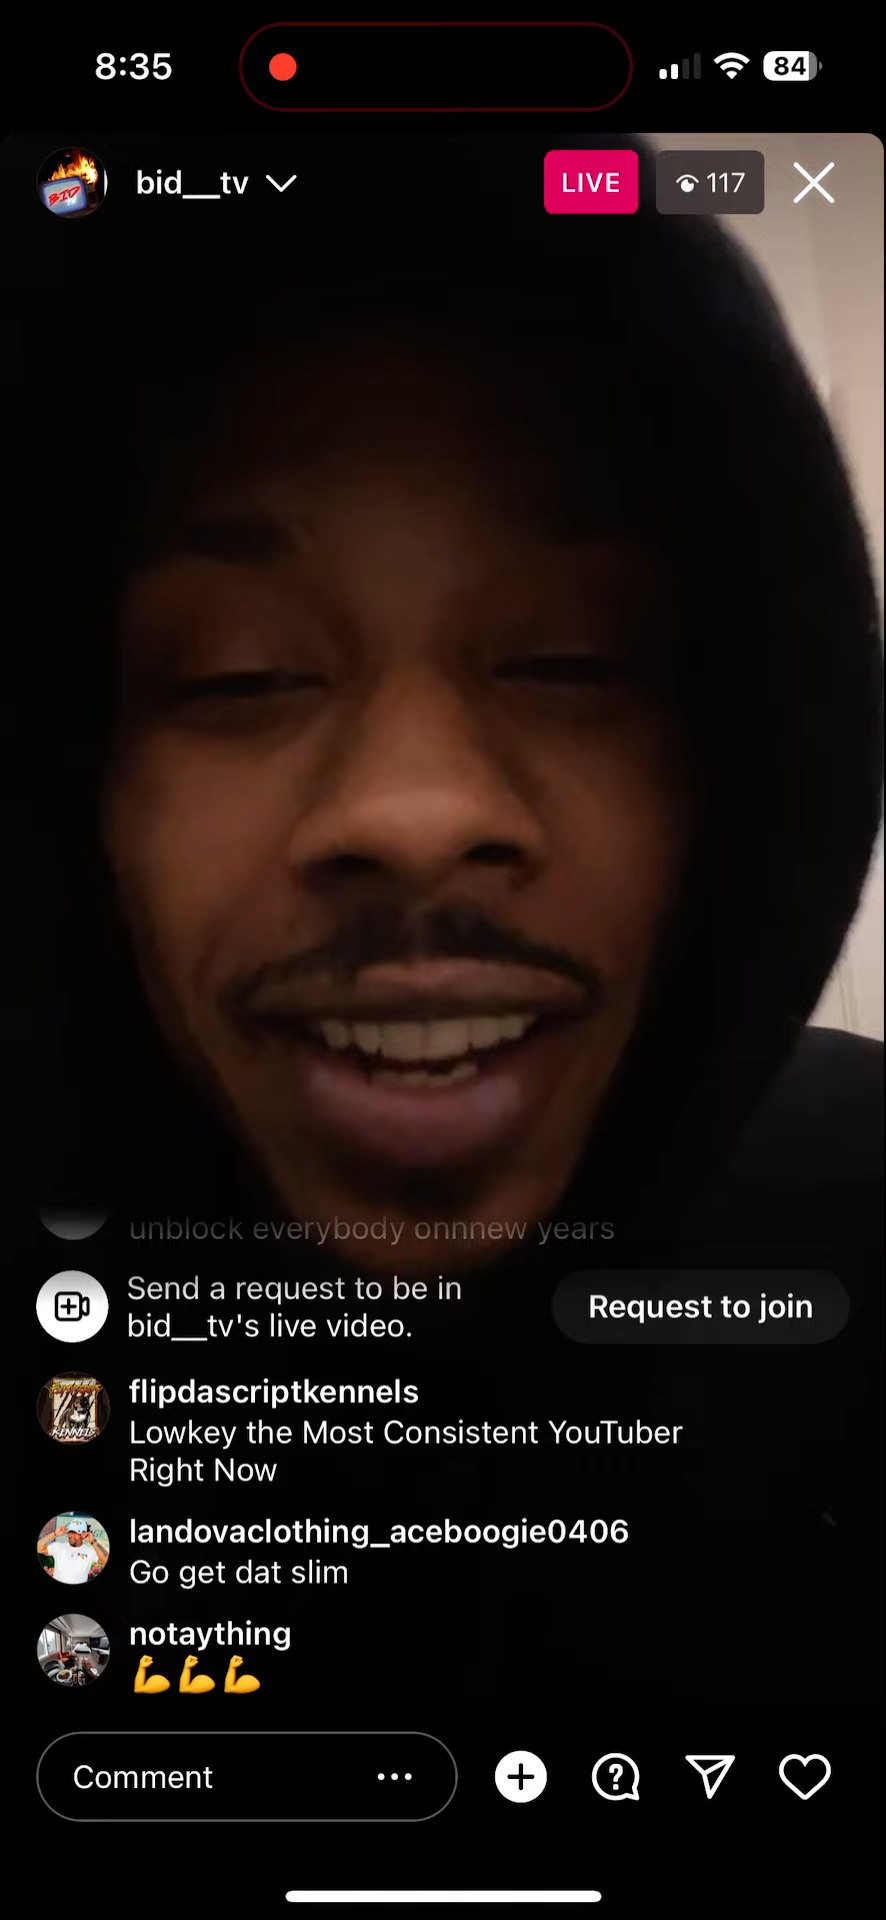 8:35
84
BID
bid__tv
LIVE
117
unblock everybody onnnew years
Send a request to be in
bid__tv's live video.
Request to join
flipdascriptkennels
Lowkey the Most Consistent YouTuber
Right Now
landovaclothing_aceboogie0406
Go get dat slim
notaything
💪💪💪
Comment